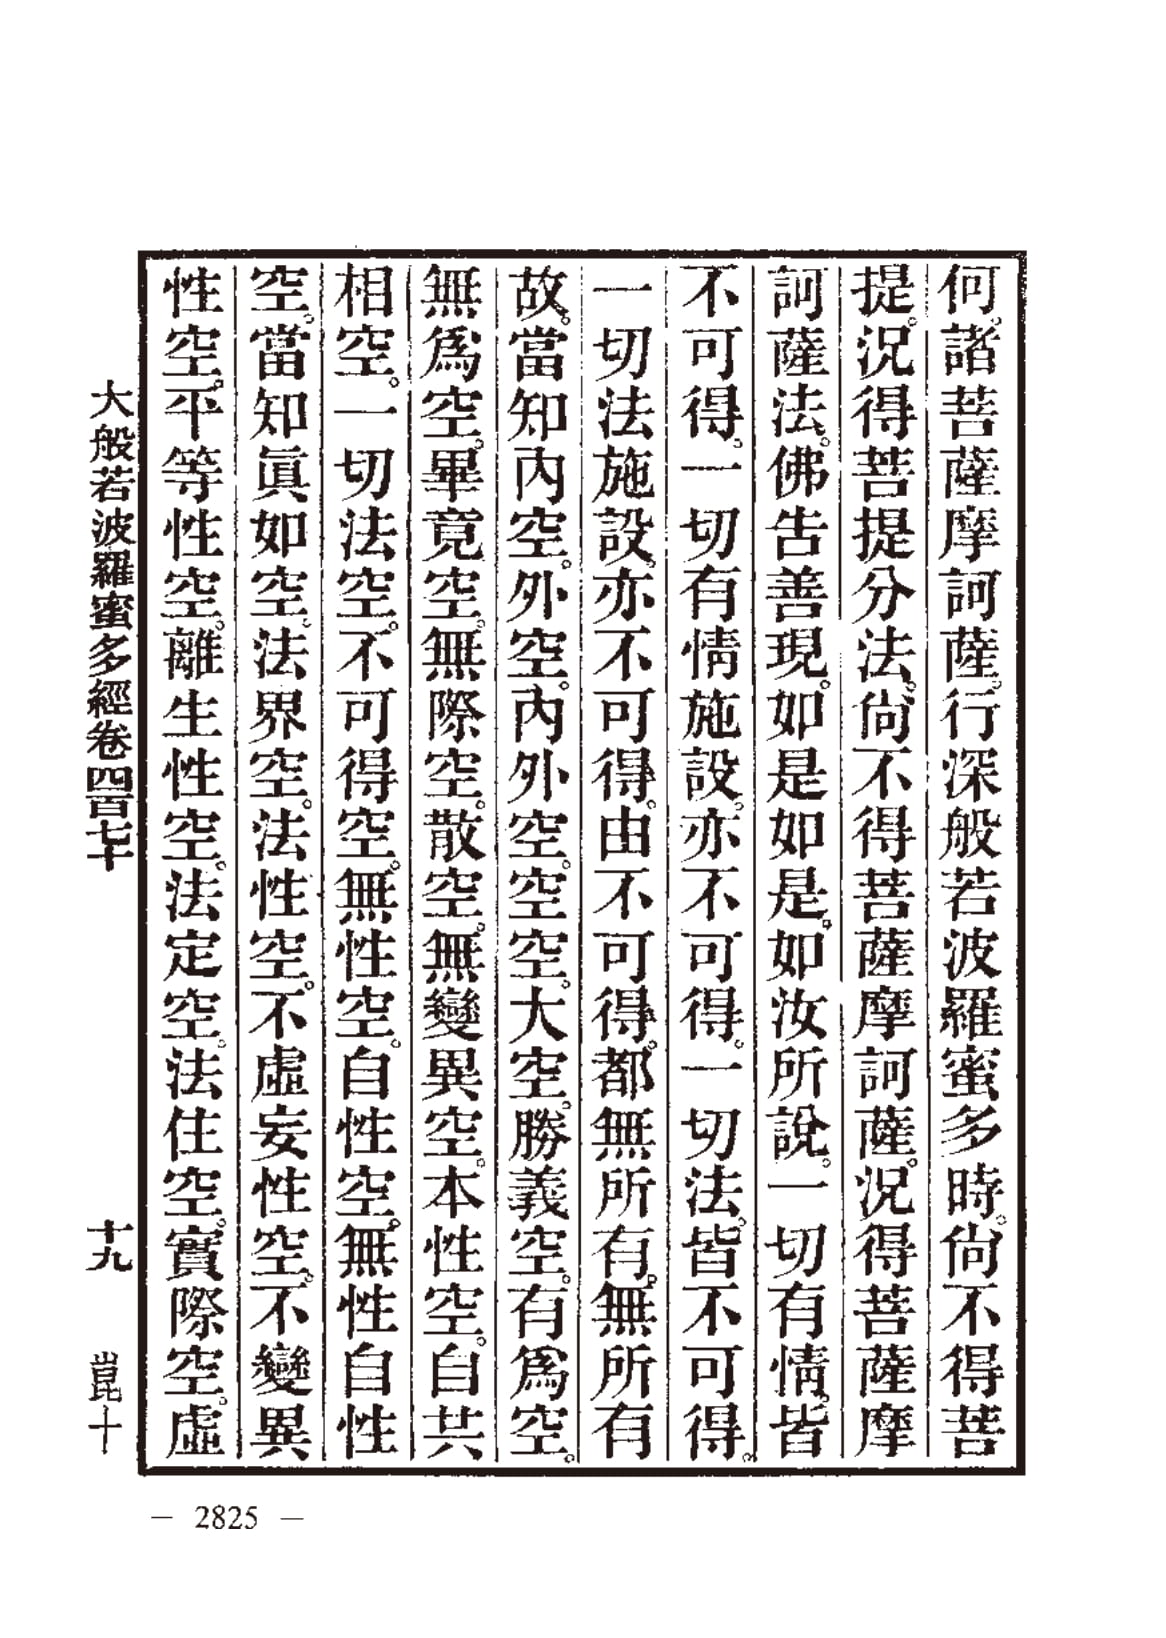 何。諸菩薩摩訶薩。行深般若波羅蜜多時。尙不得菩
提。況得菩提分法。尙不得菩薩摩訶薩。況得菩薩摩
訶薩法。佛告善現。如是如是。如汝所說。一切有情。皆
不可得。一切有情施設。亦不可得。一切法。皆不可得。
一切法施設。亦不可得。由不可得。都無所有。無所有
故。當知內空。外空。內外空。空空。大空。勝義空。有爲空。
無爲空。畢竟空。無際空。散空。無變異空。本性空。自共
相空。一切法空。不可得空。無性空。自性空。無性自性
空。當知眞如空。法界空。法性空。不虛妄性空。不變異
性空。平等性空。離生性空。法定空。法住空。實際空。虛
大般若波羅蜜多經卷四百七十 十九 崑十
— 2825 —